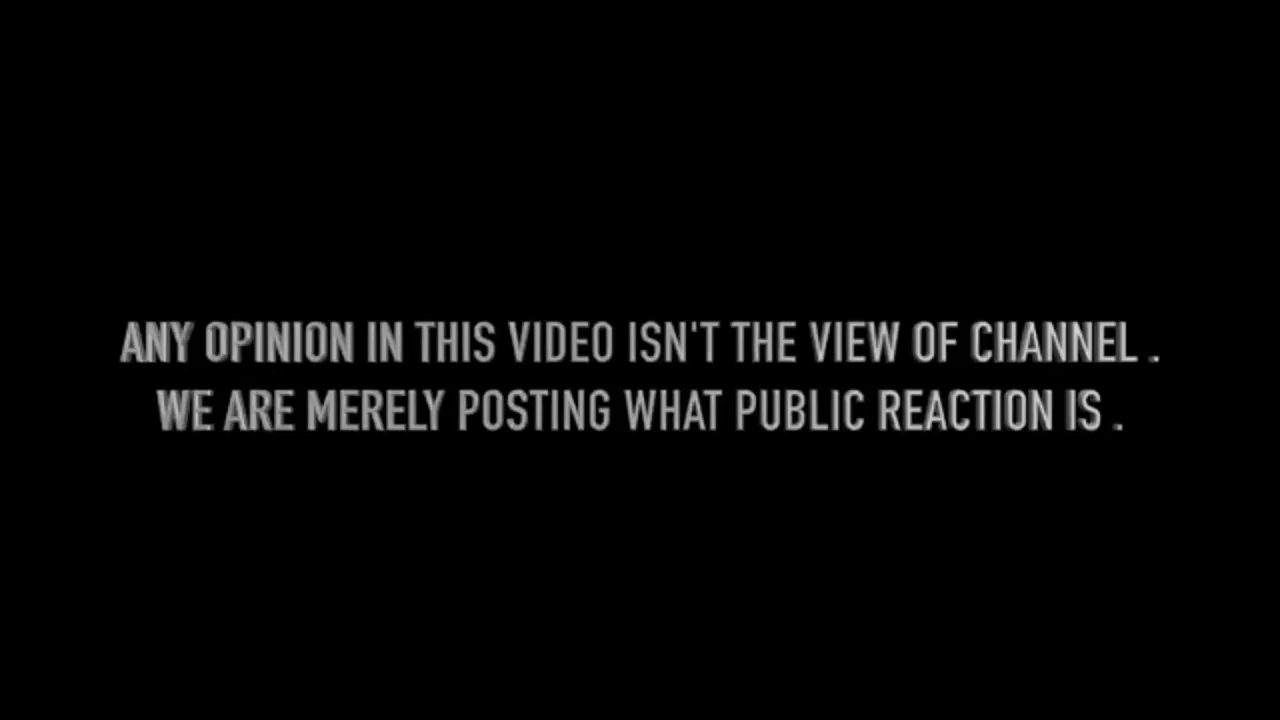 ANY OPINION IN THIS VIDEO ISN'T THE VIEW OF CHANNEL .
WE ARE MERELY POSTING WHAT PUBLIC REACTION IS .